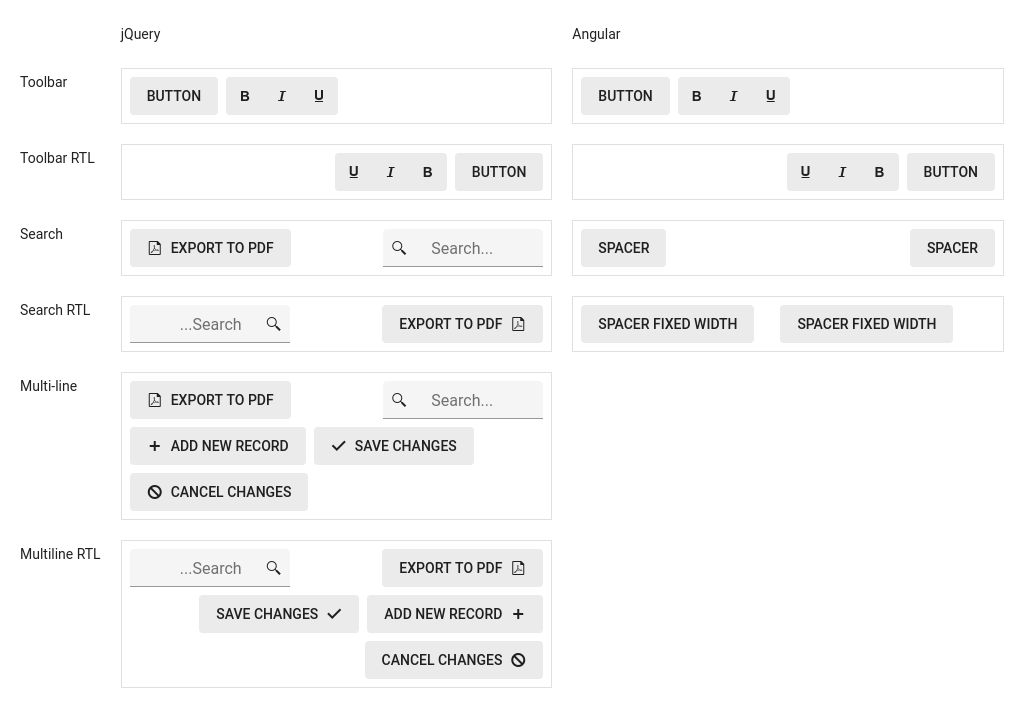 jQuery Angular
Toolbar BUTTON B I U BUTTON B I U
Toolbar RTL U I B BUTTON U I B BUTTON
Search EXPORT TO PDF Search... SPACER SPACER
Search RTL ...Search EXPORT TO PDF SPACER FIXED WIDTH SPACER FIXED WIDTH
Multi-line EXPORT TO PDF Search...
ADD NEW RECORD SAVE CHANGES
CANCEL CHANGES
Multiline RTL ...Search EXPORT TO PDF
SAVE CHANGES ADD NEW RECORD
CANCEL CHANGES